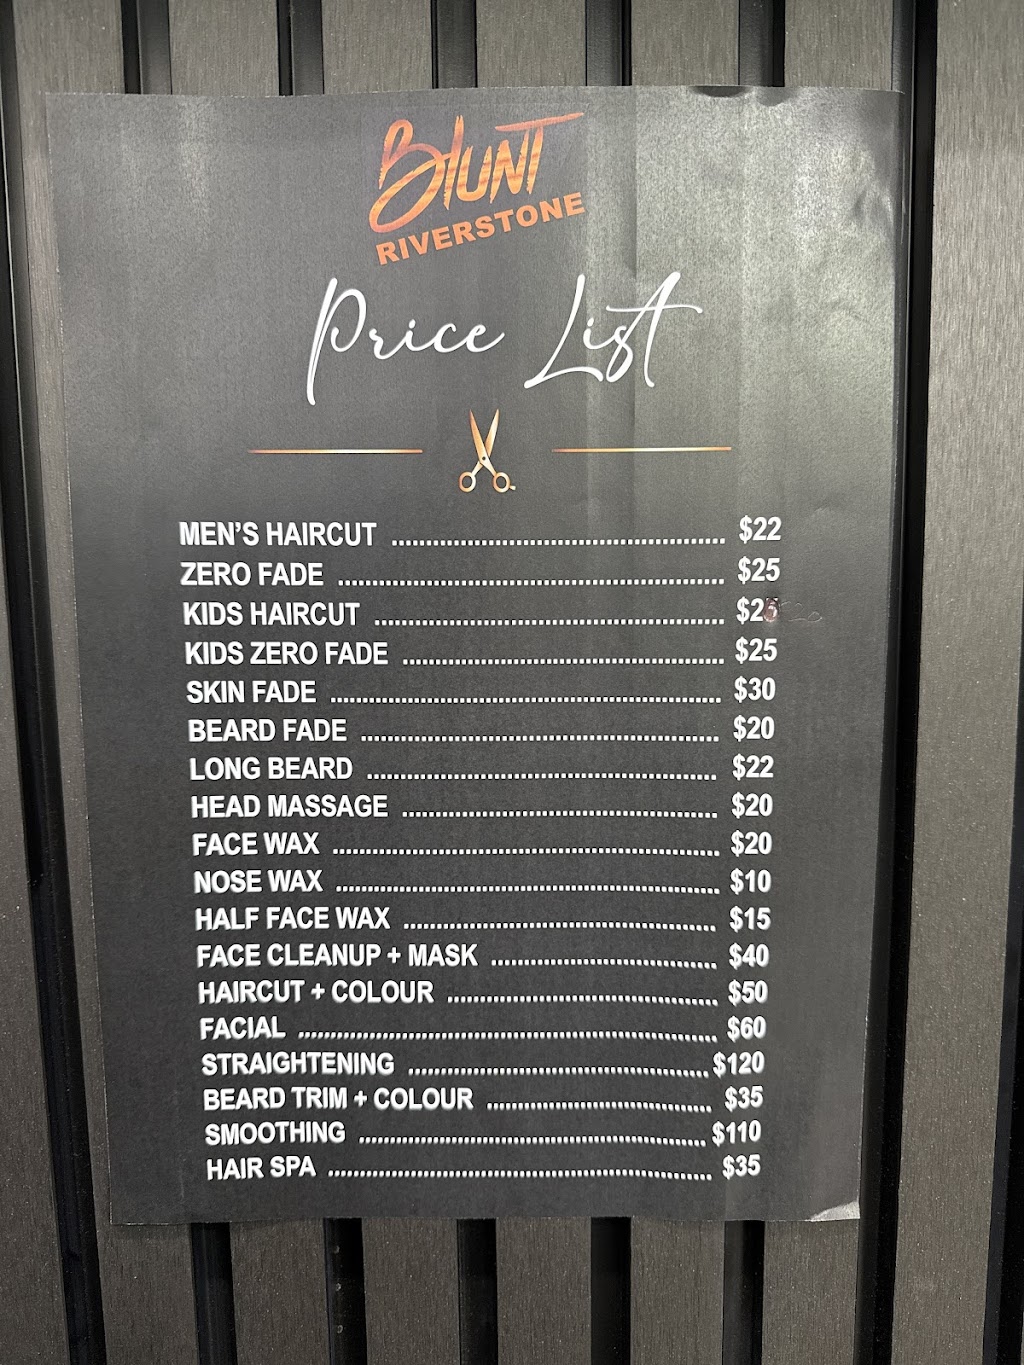 Blunt
RIVERSTONE
Price List
MEN'S HAIRCUT ........ $22
ZERO FADE ........ $25
KIDS HAIRCUT ........
KIDS ZERO FADE ........ $25
SKIN FADE ........ $30
BEARD FADE ........ $20
LONG BEARD ........ $22
HEAD MASSAGE ........ $20
FACE WAX ........ $20
NOSE WAX ........ $10
HALF FACE WAX ........ $15
FACE CLEANUP + MASK ........ $40
HAIRCUT + COLOUR ........ $50
FACIAL ........ $60
STRAIGHTENING ........ $120
BEARD TRIM + COLOUR ........ $35
SMOOTHING ........ $110
HAIR SPA ........ $35